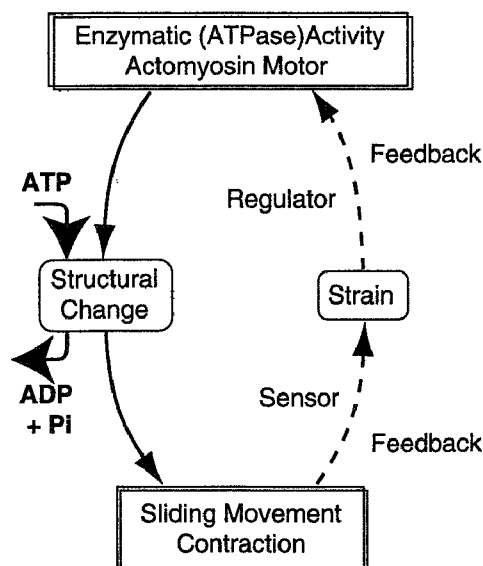 Enzymatic (ATPase)Activity
Actomyosin Motor
Feedback
ATP
Regulator
Structural
Change
Strain
ADP
+ Pi
Sensor
Feedback
Sliding Movement
Contraction